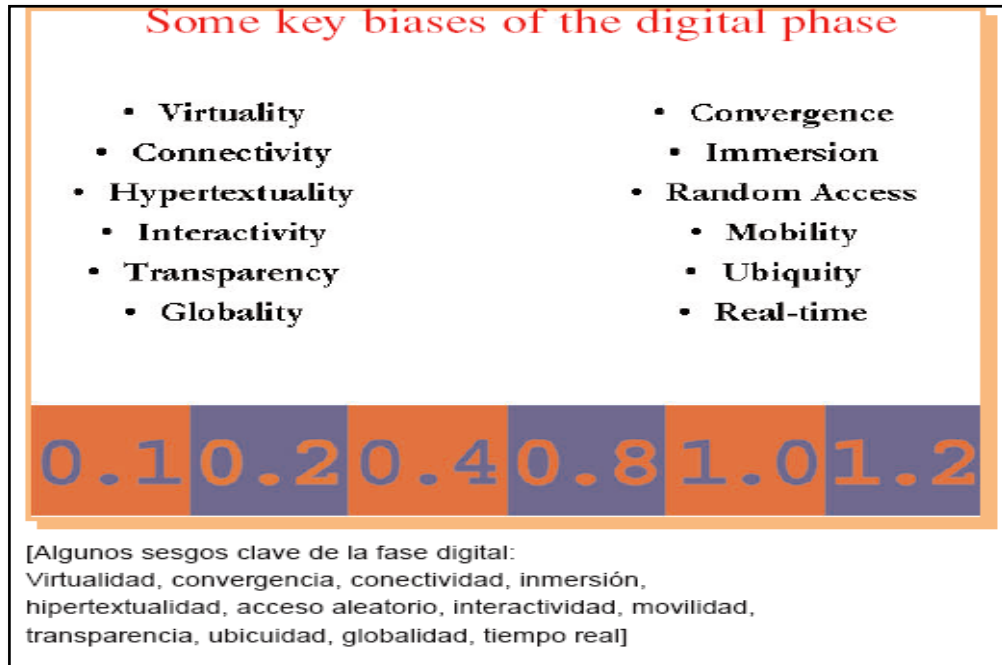 Some key biases of the digital phase
• Virtuality
• Connectivity
• Hypertextuality
• Interactivity
• Transparency
• Globality
• Convergence
• Immersion
• Random Access
• Mobility
• Ubiquity
• Real-time
0.1 0.2 0.4 0.8 1.0 1.2
[Algunos sesgos clave de la fase digital:
Virtualidad, convergencia, conectividad, inmersión,
hipertextualidad, acceso aleatorio, interactividad, movilidad,
transparencia, ubicuidad, globalidad, tiempo real]